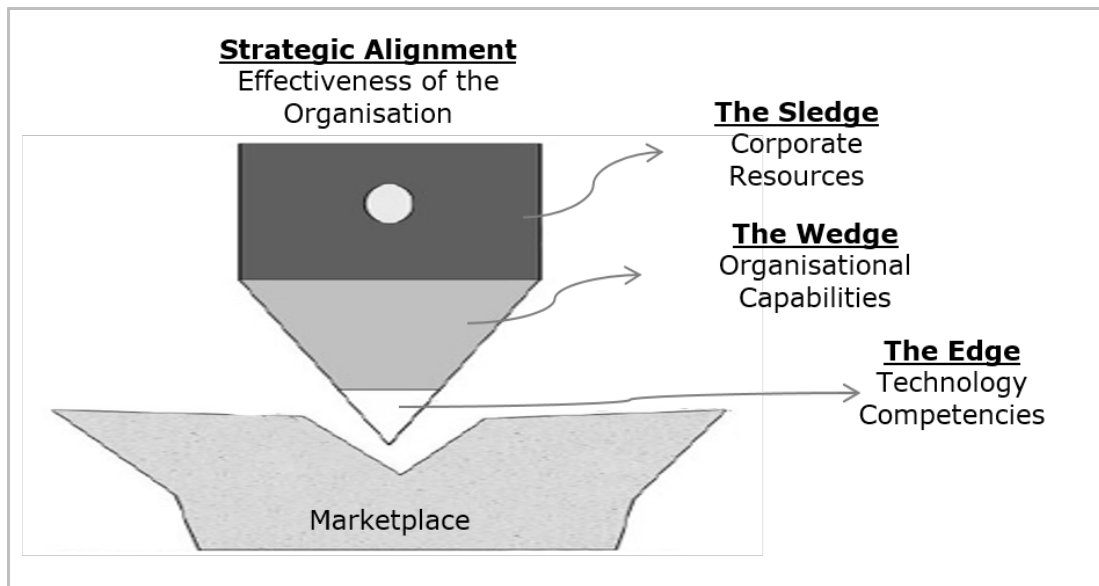 Strategic Alignment
Effectiveness of the
Organisation
The Sledge
Corporate
Resources
The Wedge
Organisational
Capabilities
The Edge
Technology
Competencies
Marketplace